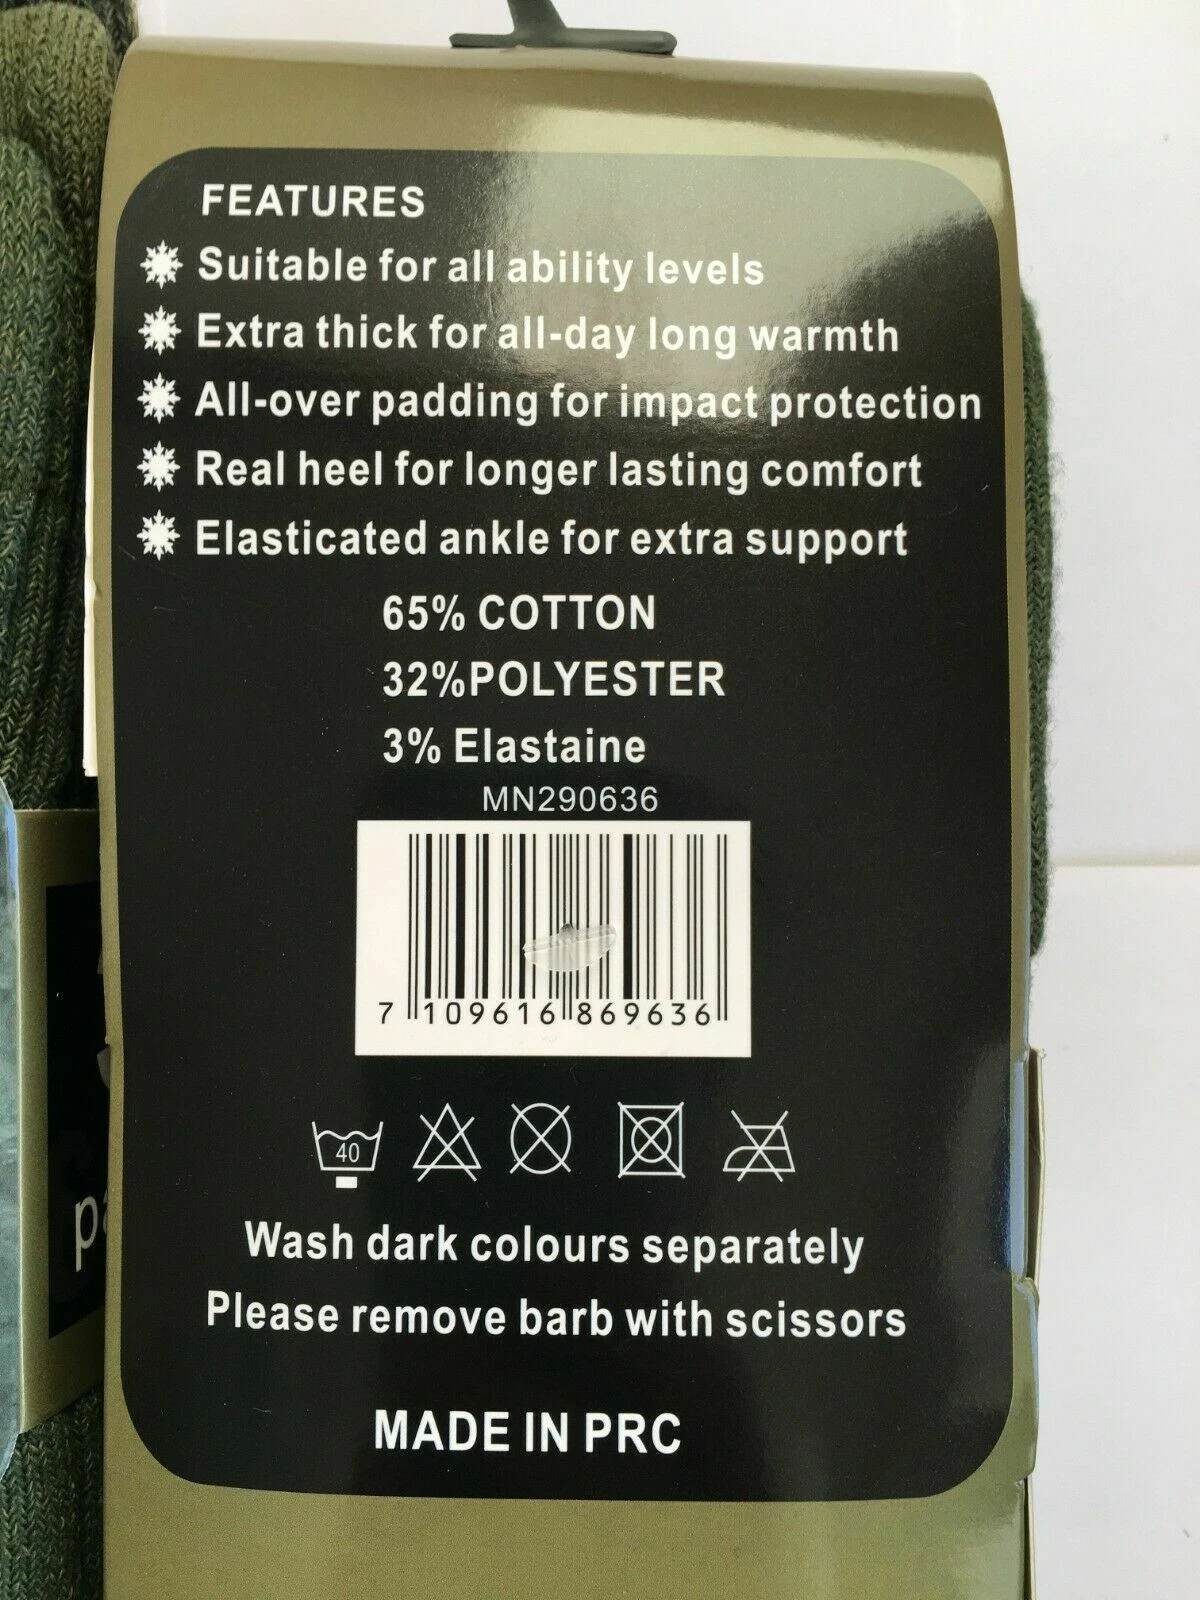 FEATURES
Suitable for all ability levels
Extra thick for all-day long warmth
All-over padding for impact protection
Real heel for longer lasting comfort
Elasticated ankle for extra support
65% COTTON
32%POLYESTER
3% Elastaine
MN290636
7 109616 869636
40
Wash dark colours separately
Please remove barb with scissors
MADE IN PRC